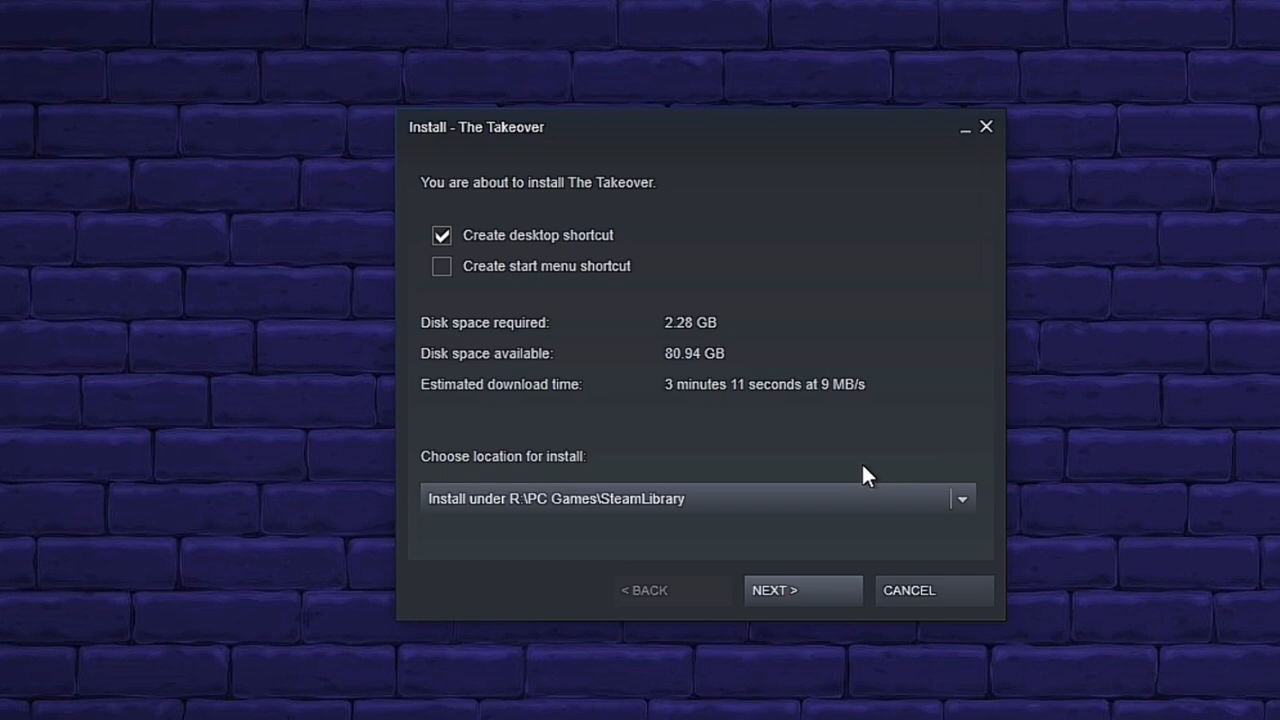 Install - The Takeover
You are about to install The Takeover.
Create desktop shortcut
Create start menu shortcut
Disk space required: 2.28 GB
Disk space available: 80.94 GB
Estimated download time: 3 minutes 11 seconds at 9 MB/s
Choose location for install:
Install under R:\PC Games\SteamLibrary
< BACK NEXT > CANCEL